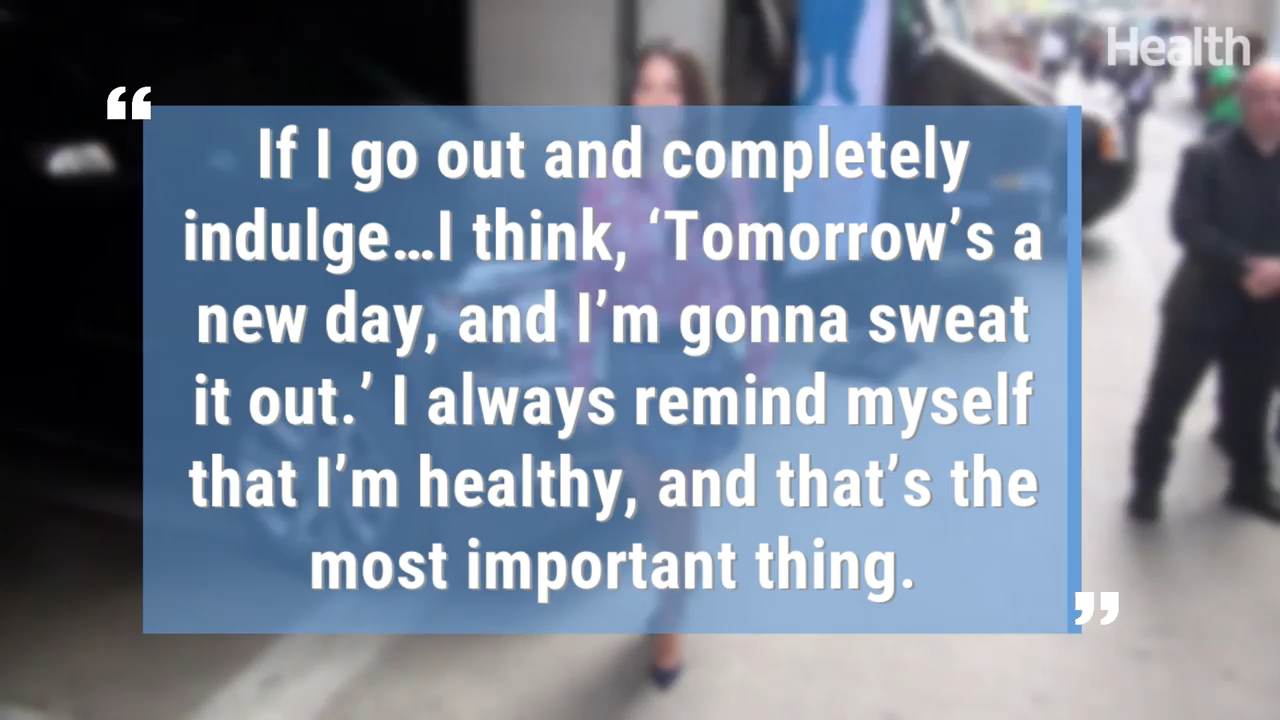 Health
“
If I go out and completely
indulge…I think, ‘Tomorrow’s a
new day, and I’m gonna sweat
it out.’ I always remind myself
that I’m healthy, and that’s the
most important thing.
”